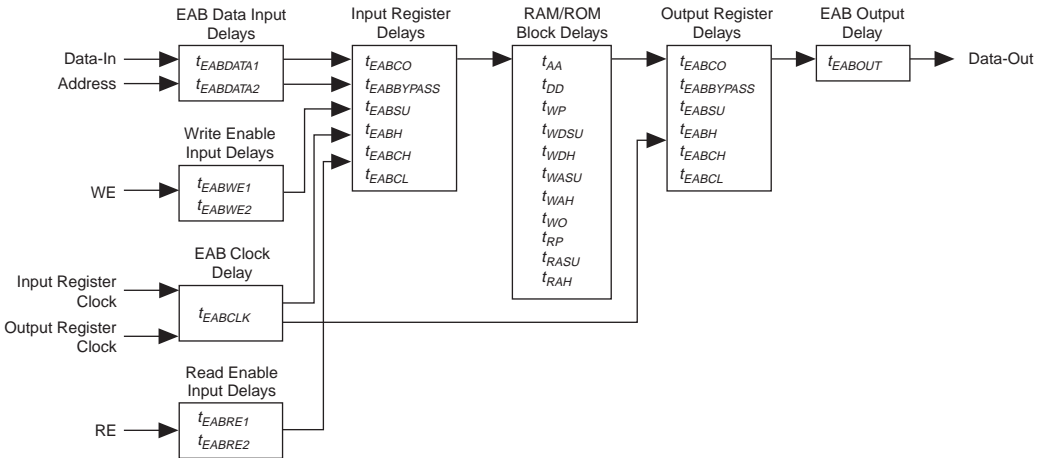 EAB Data Input
Delays
Input Register
Delays
RAM/ROM
Block Delays
Output Register
Delays
EAB Output
Delay
Data-In
Address
tEABDATA1
tEABDATA2
tEABCO
tEABBYPASS
tEABSU
tEABH
tEABCH
tEABCL
tAA
tDD
tWP
tWDSU
tWDH
tWASU
tWAH
tWO
tRP
tRASU
tRAH
tEABCO
tEABBYPASS
tEABSU
tEABH
tEABCH
tEABCL
tEABOUT
Data-Out
Write Enable
Input Delays
WE
tEABWE1
tEABWE2
EAB Clock
Delay
Input Register
Clock
Output Register
Clock
tEABCLK
Read Enable
Input Delays
RE
tEABRE1
tEABRE2